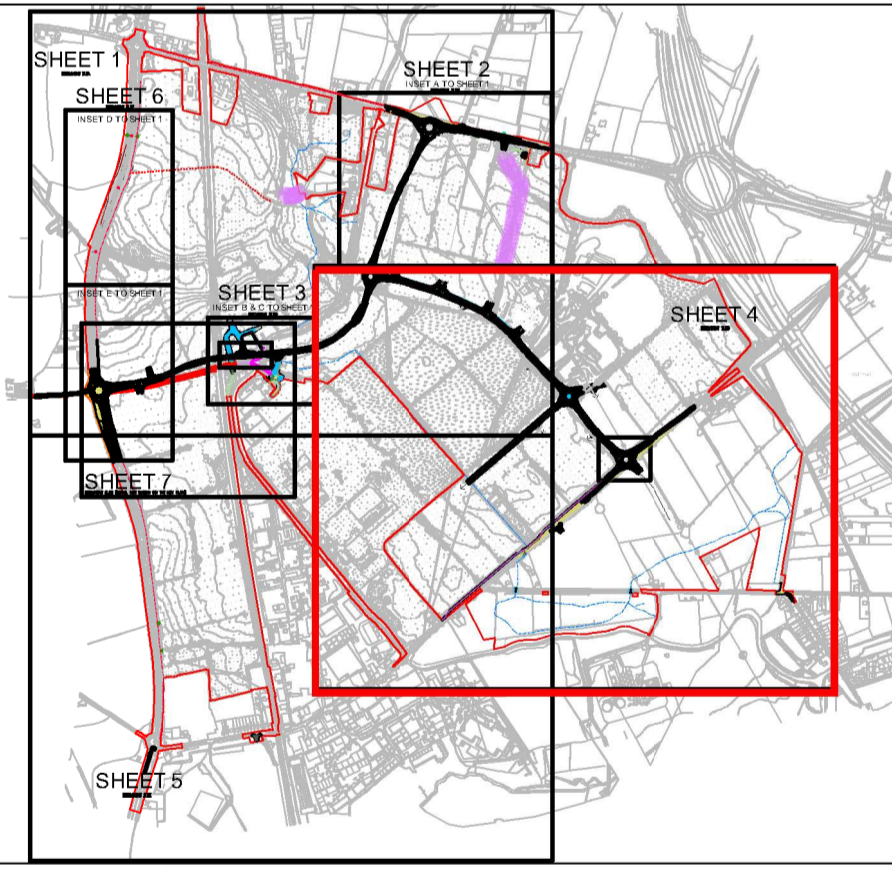 SHEET 1
SHEET 2
INSET A TO SHEET 1
SHEET 6
INSET D TO SHEET 1
INSET E TO SHEET 1
SHEET 3
INSET B & C TO SHEET
SHEET 4
SHEET 7
SHEET 5